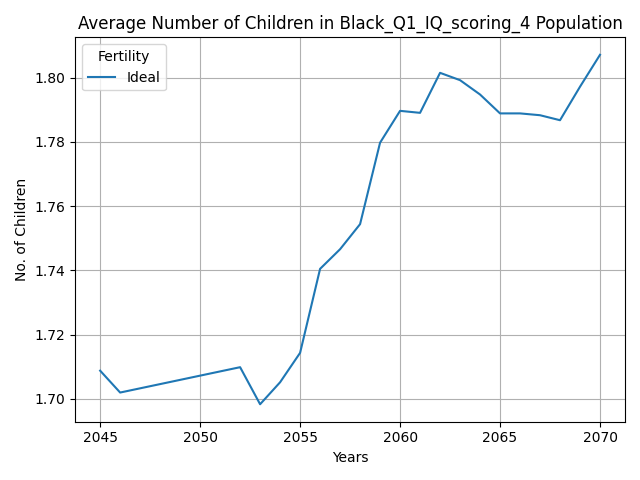 Average Number of Children in Black_Q1_IQ_scoring_4 Population
Fertility
Ideal
1.80
1.78
1.76
1.74
1.72
1.70
No. of Children
2045 2050 2055 2060 2065 2070
Years